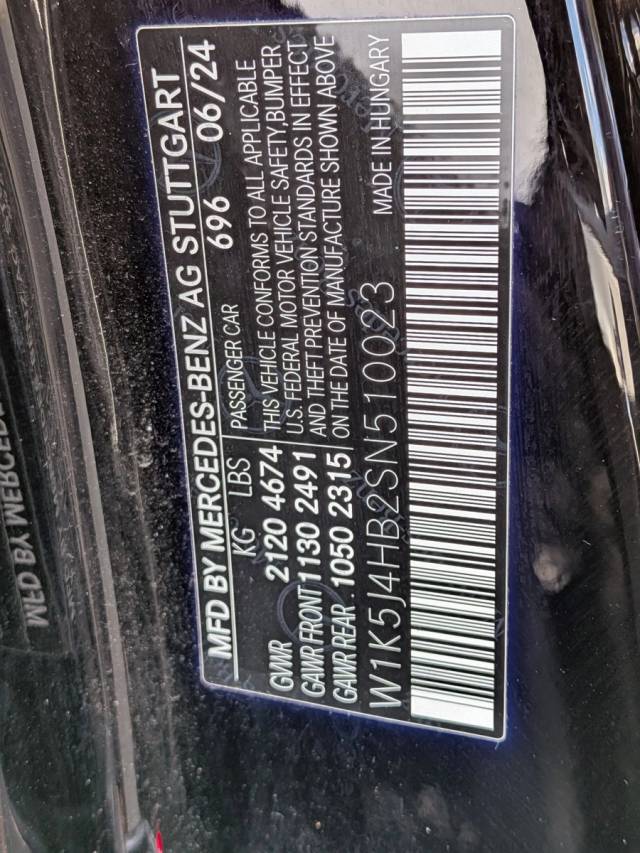 MFD BY MERCEDES-BENZ AG STUTTGART
KG LBS PASSENGER CAR 696 06/24
GVWR 2120 4674 THIS VEHICLE CONFORMS TO ALL APPLICABLE
U.S. FEDERAL MOTOR VEHICLE SAFETY,BUMPER
GAWR FRONT 1130 2491 AND THEFT PREVENTION STANDARDS IN EFFECT
GAWR REAR 1050 2315 ON THE DATE OF MANUFACTURE SHOWN ABOVE
W1K5J4HB2SN510023 MADE IN HUNGARY
MFD BY MERCEDE